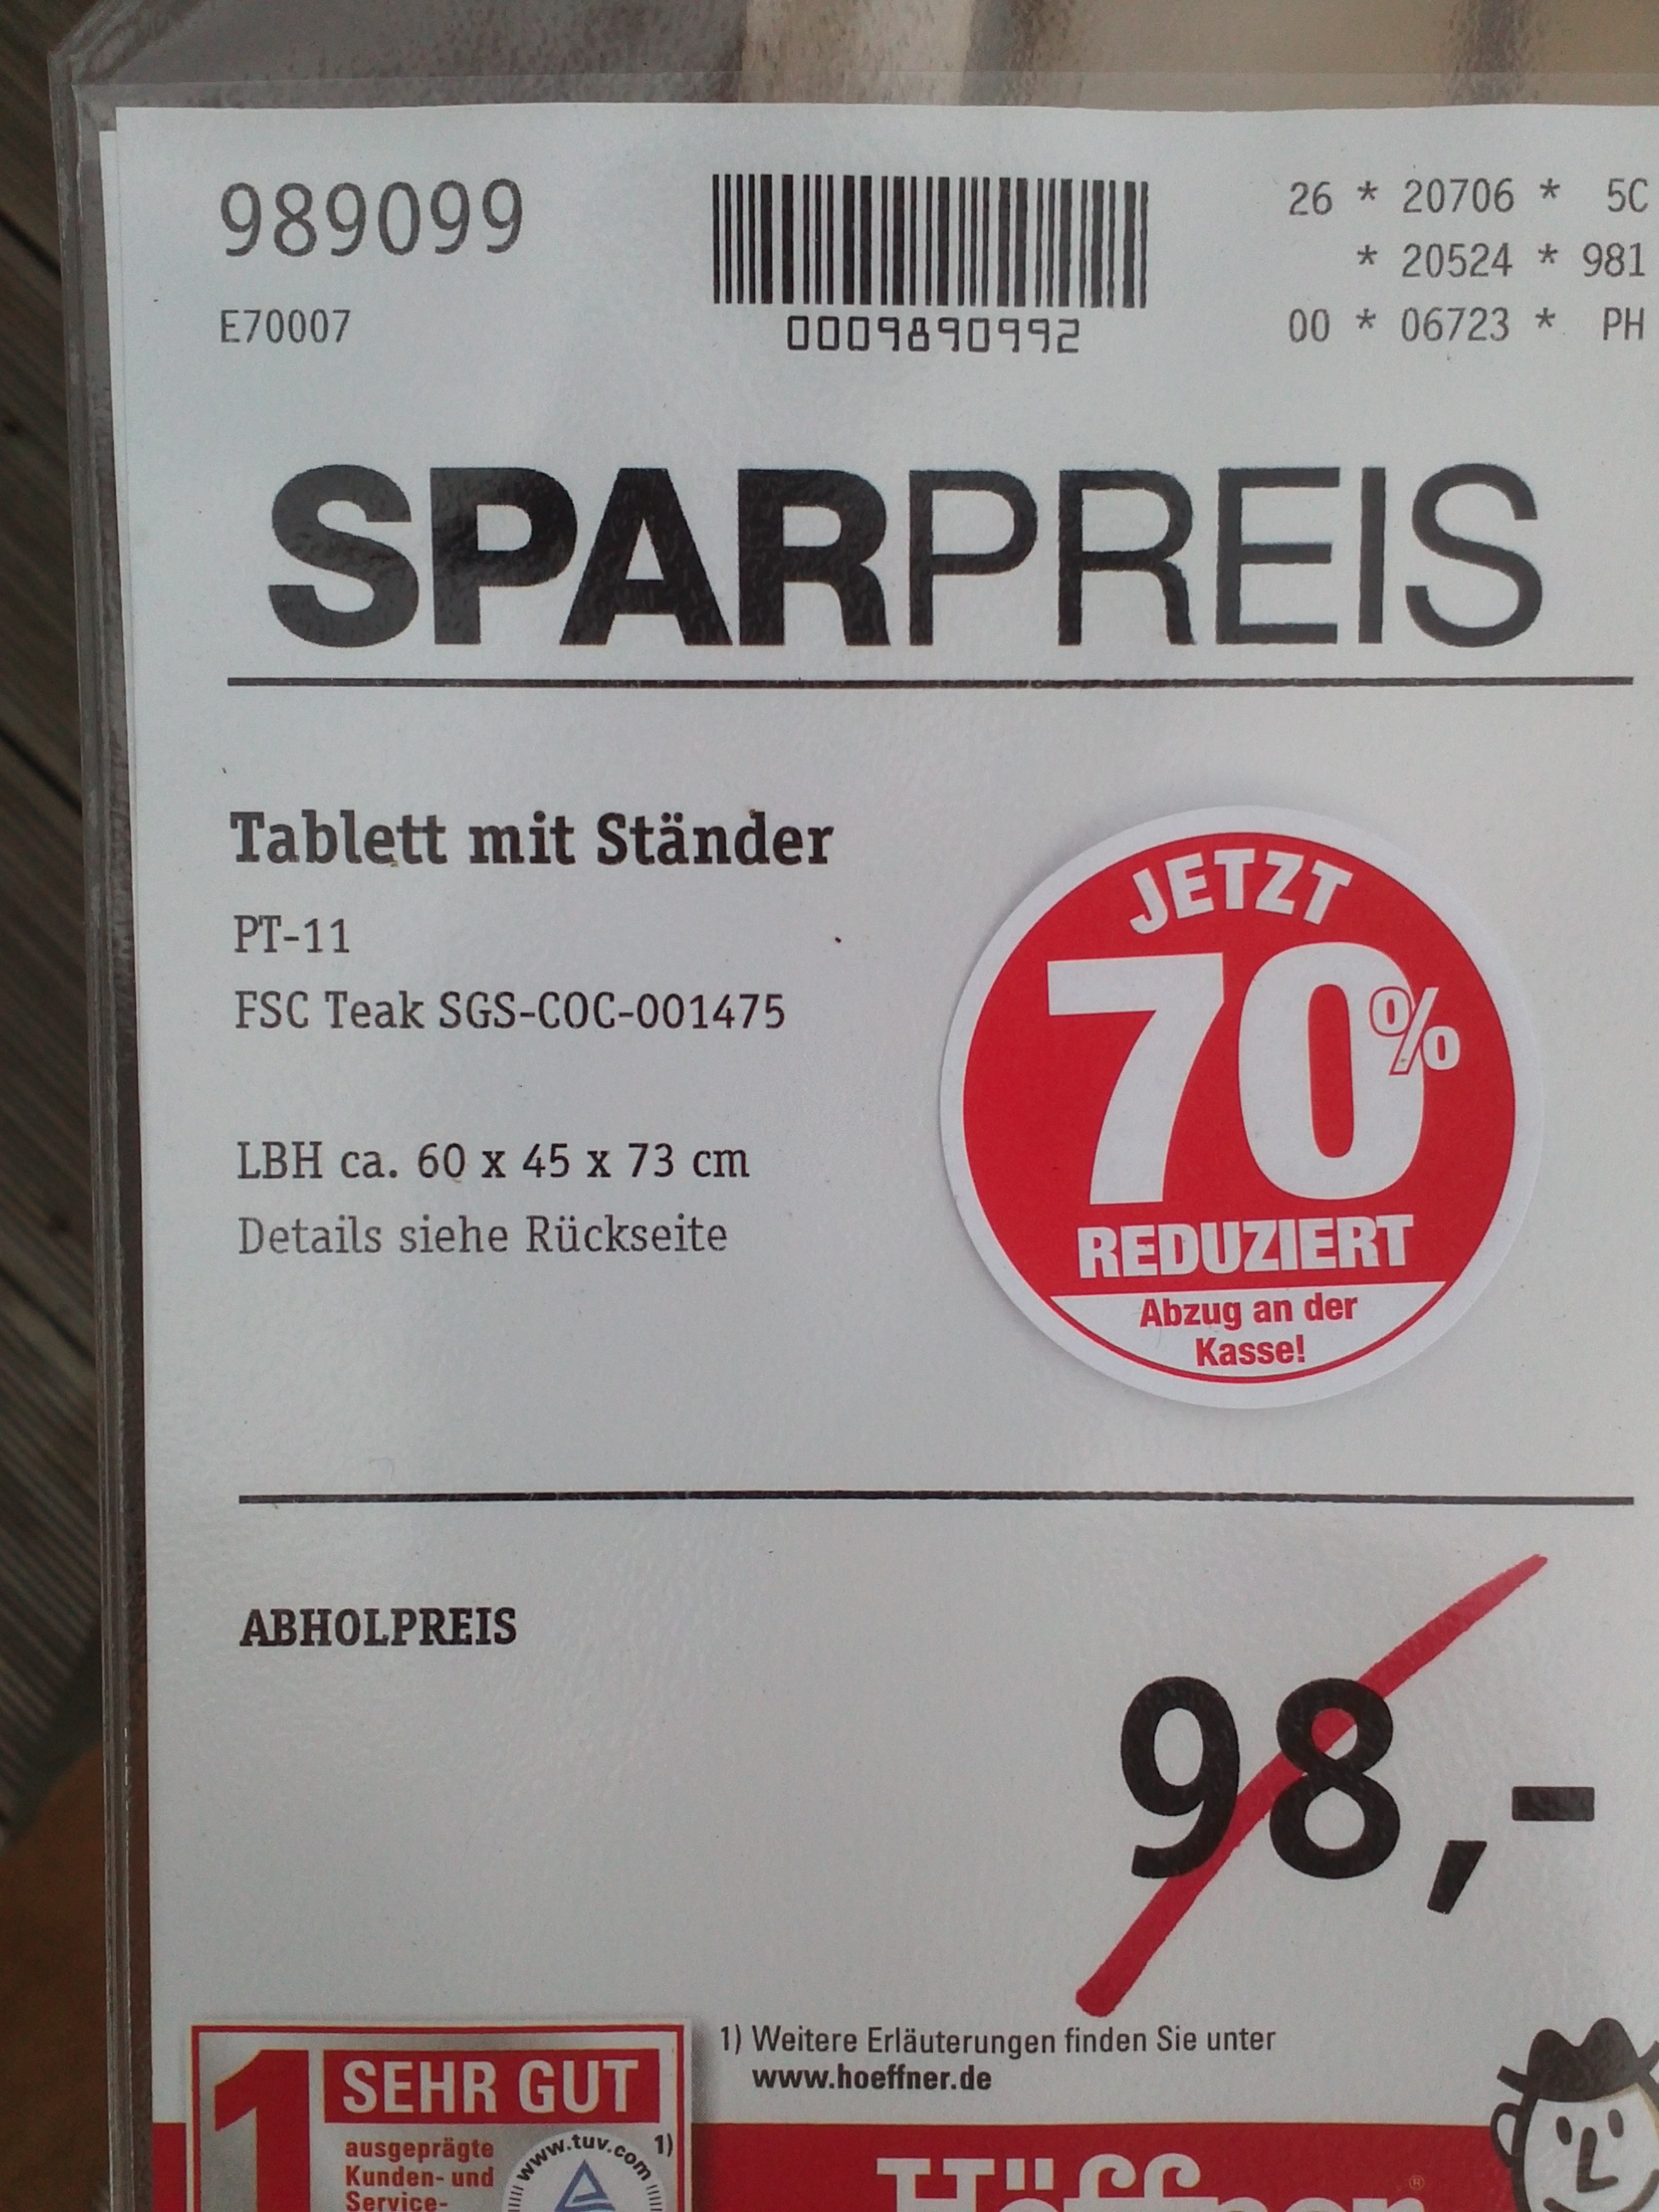 989099
E70007
0009890992
26 * 20706 * 5C
* 20524 * 981
00 * 06723 * PH
SPARPREIS
Tablett mit Ständer
PT-11
FSC Teak SGS-COC-001475
LBH ca. 60 x 45 x 73 cm
Details siehe Rückseite
JETZT
70%
REDUZIERT
Abzug an der
Kasse!
ABHOLPREIS
98,-
1) Weitere Erläuterungen finden Sie unter
www.hoeffner.de
1
SEHR GUT
ausgeprägte
Kunden- und
Service-
www.tuv.com
1)
Höffner
®